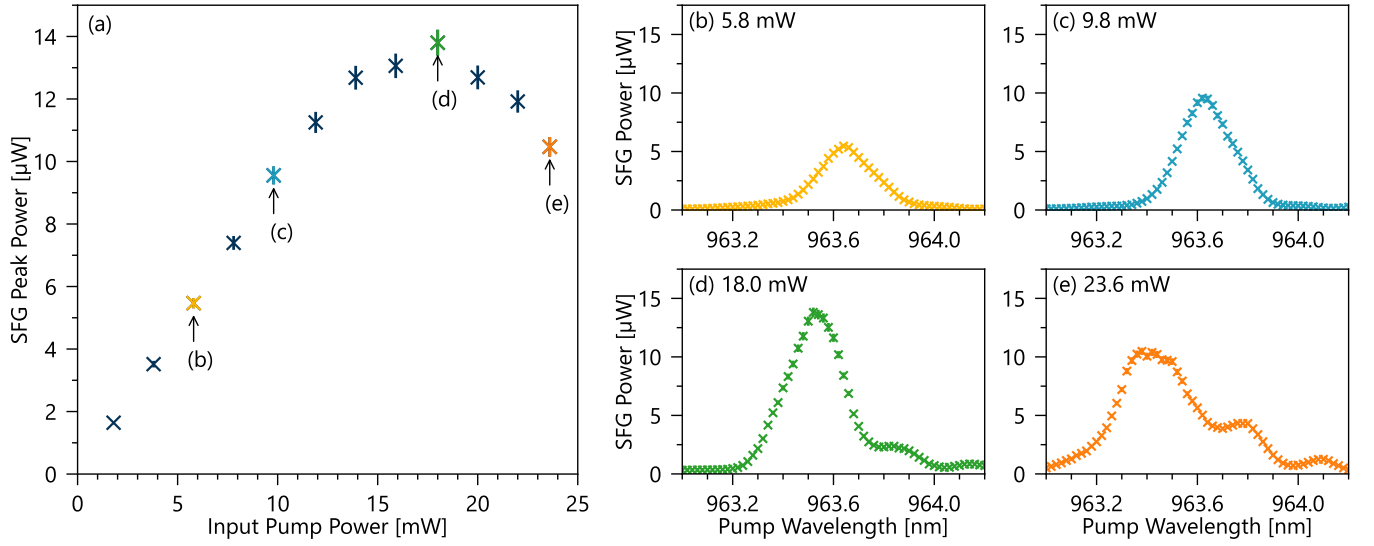 (a)
14
12
10
8
6
4
2
0
0 5 10 15 20 25
SFG Peak Power [µW]
Input Pump Power [mW]
(b)
(c)
(d)
(e)
(b) 5.8 mW
15
10
5
0
963.2 963.6 964.0
SFG Power [µW]
(c) 9.8 mW
15
10
5
0
963.2 963.6 964.0
(d) 18.0 mW
15
10
5
0
963.2 963.6 964.0
SFG Power [µW]
Pump Wavelength [nm]
(e) 23.6 mW
15
10
5
0
963.2 963.6 964.0
Pump Wavelength [nm]